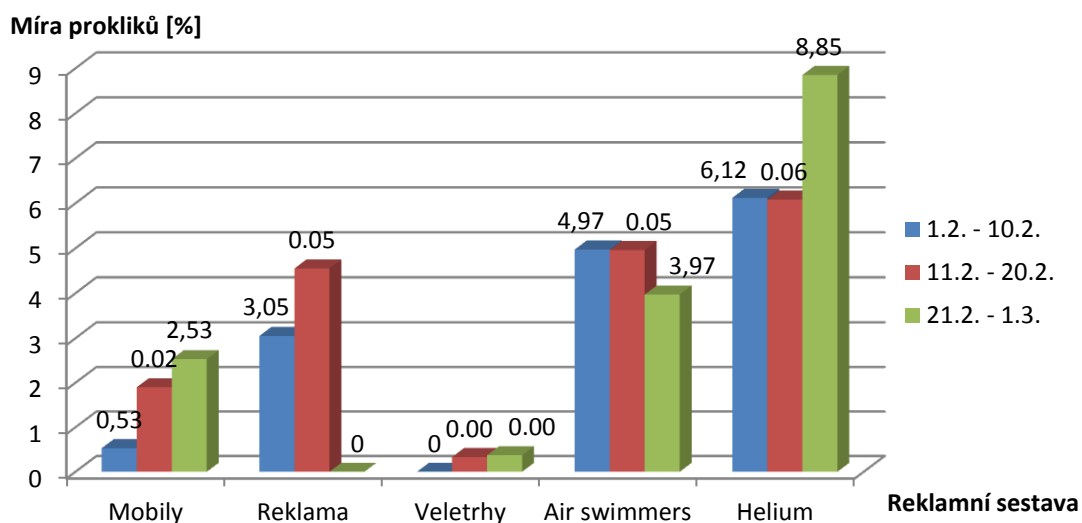 Míra prokliků [%]
9
8
7
6
5
4
3
2
1
0
0,53
0.02
2,53
3,05
0.05
0
0
0.00
0.00
4,97
0.05
3,97
6,12
0.06
8,85
Mobily
Reklama
Veletrhy
Air swimmers
Helium
Reklamní sestava
1.2. - 10.2.
11.2. - 20.2.
21.2. - 1.3.